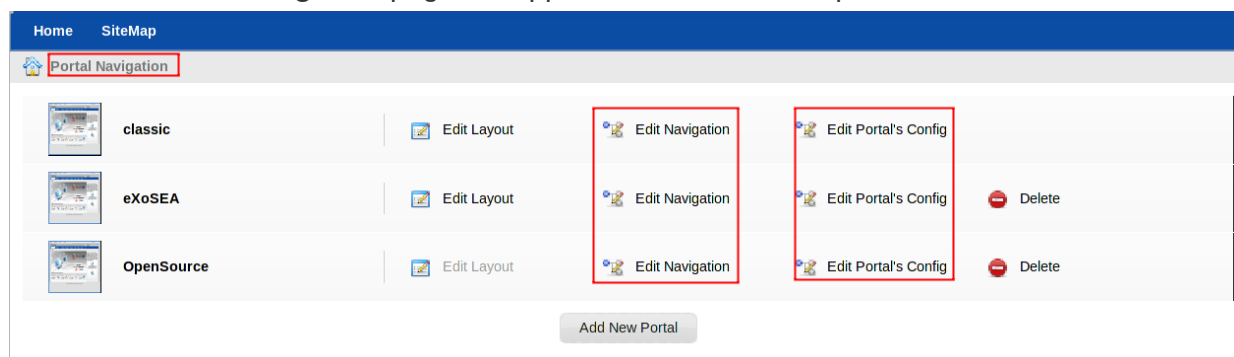 Home SiteMap
Portal Navigation
classic Edit Layout Edit Navigation Edit Portal's Config
eXoSEA Edit Layout Edit Navigation Edit Portal's Config Delete
OpenSource Edit Layout Edit Navigation Edit Portal's Config Delete
Add New Portal